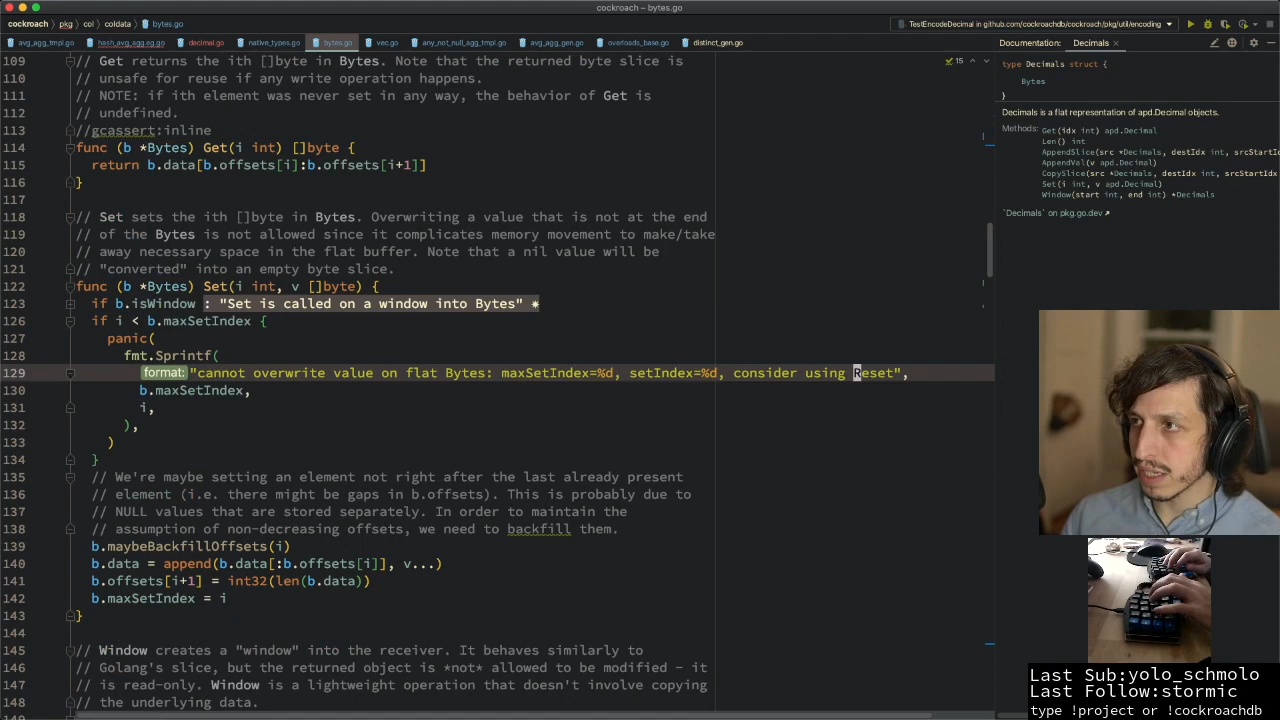 cockroach – bytes.go
cockroach pkg col coldata bytes.go
TestEncodeDecimal in github.com/cockroachdb/cockroach/pkg/util/encoding
avg_agg_tmpl.go hash_avg_agg.eg.go decimal.go native_types.go bytes.go vec.go any_not_null_agg_tmpl.go avg_agg_gen.go overloads_base.go distinct_gen.go
Documentation: Decimals
15
109 // Get returns the ith []byte in Bytes. Note that the returned byte slice is
110 // unsafe for reuse if any write operation happens.
111 // NOTE: if ith element was never set in any way, the behavior of Get is
112 // undefined.
113 //gcassert:inline
114 func (b *Bytes) Get(i int) []byte {
115 return b.data[b.offsets[i]:b.offsets[i+1]]
116 }
117
118 // Set sets the ith []byte in Bytes. Overwriting a value that is not at the end
119 // of the Bytes is not allowed since it complicates memory movement to make/take
120 // away necessary space in the flat buffer. Note that a nil value will be
121 // "converted" into an empty byte slice.
122 func (b *Bytes) Set(i int, v []byte) {
123 if b.isWindow : "Set is called on a window into Bytes"
126 if i < b.maxSetIndex {
127 panic(
128 fmt.Sprintf(
129 format: "cannot overwrite value on flat Bytes: maxSetIndex=%d, setIndex=%d, consider using Reset",
130 b.maxSetIndex,
131 i,
132 ),
133 )
134 }
135 // We're maybe setting an element not right after the last already present
136 // element (i.e. there might be gaps in b.offsets). This is probably due to
137 // NULL values that are stored separately. In order to maintain the
138 // assumption of non-decreasing offsets, we need to backfill them.
139 b.maybeBackfillOffsets(i)
140 b.data = append(b.data[:b.offsets[i]], v...)
141 b.offsets[i+1] = int32(len(b.data))
142 b.maxSetIndex = i
143 }
144
145 // Window creates a "window" into the receiver. It behaves similarly to
146 // Golang's slice, but the returned object is *not* allowed to be modified - it
147 // is read-only. Window is a lightweight operation that doesn't involve copying
148 // the underlying data.
type Decimals struct {
Bytes
}
Decimals is a flat representation of apd.Decimal objects.
Methods: Get(idx int) apd.Decimal
Len() int
AppendSlice(src *Decimals, destIdx int, srcStartI
AppendVal(v apd.Decimal)
CopySlice(src *Decimals, destIdx int, srcStartIdx
Set(i int, v apd.Decimal)
Window(start int, end int) *Decimals
`Decimals` on pkg.go.dev
Last Sub:yolo_schmolo
Last Follow:stormic
type !project or !cockroachdb